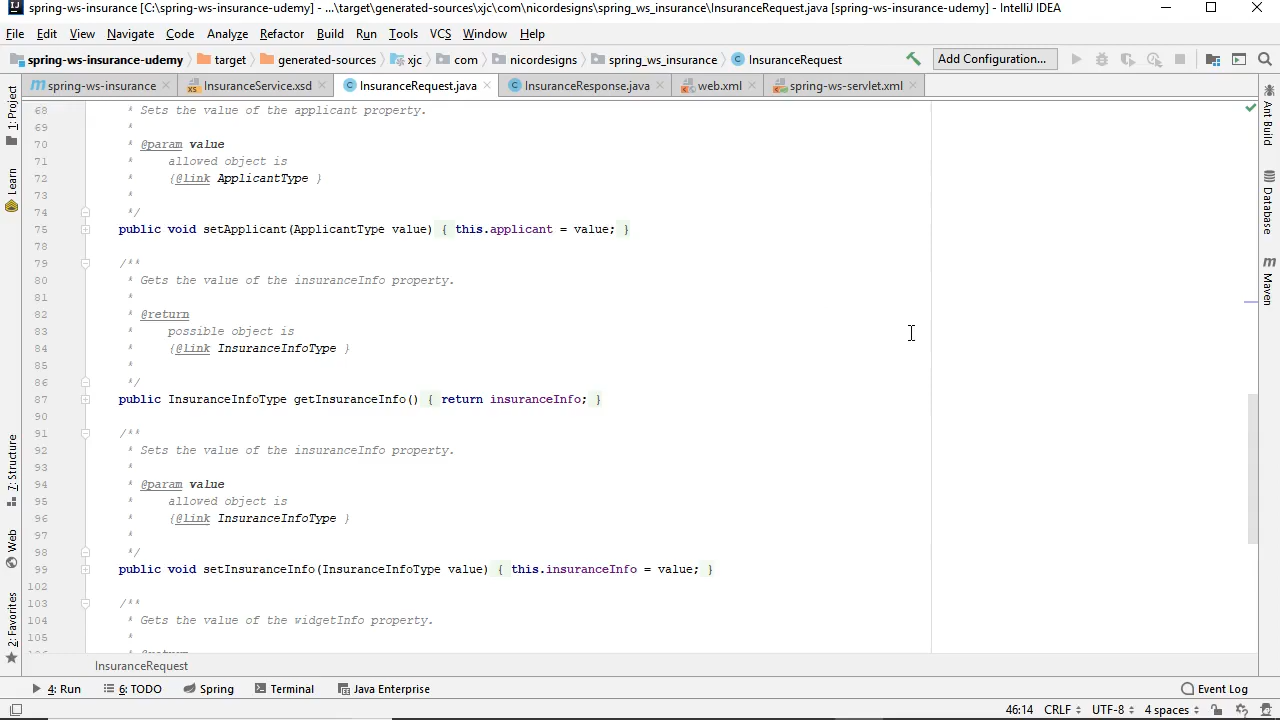 spring-ws-insurance [C:\spring-ws-insurance-udemy] - ...\target\generated-sources\xjc\com\nicordesigns\spring_ws_insurance\InsuranceRequest.java [spring-ws-insurance-udemy] - IntelliJ IDEA
File Edit View Navigate Code Analyze Refactor Build Run Tools VCS Window Help
spring-ws-insurance-udemy target generated-sources xjc com nicordesigns spring_ws_insurance InsuranceRequest Add Configuration...
spring-ws-insurance InsuranceService.xsd InsuranceRequest.java InsuranceResponse.java web.xml spring-ws-servlet.xml
1: Project
Learn
7: Structure
Web
2: Favorites
68 * Sets the value of the applicant property.
69 *
70 * @param value
71 * allowed object is
72 * {@link ApplicantType }
73 *
74 */
75 public void setApplicant(ApplicantType value) { this.applicant = value; }
78
79 /**
80 * Gets the value of the insuranceInfo property.
81 *
82 * @return
83 * possible object is
84 * {@link InsuranceInfoType }
85 *
86 */
87 public InsuranceInfoType getInsuranceInfo() { return insuranceInfo; }
90
91 /**
92 * Sets the value of the insuranceInfo property.
93 *
94 * @param value
95 * allowed object is
96 * {@link InsuranceInfoType }
97 *
98 */
99 public void setInsuranceInfo(InsuranceInfoType value) { this.insuranceInfo = value; }
102
103 /**
104 * Gets the value of the widgetInfo property.
105 *
Ant Build
Database
Maven
InsuranceRequest
4: Run 6: TODO Spring Terminal Java Enterprise Event Log
46:14 CRLF UTF-8 4 spaces